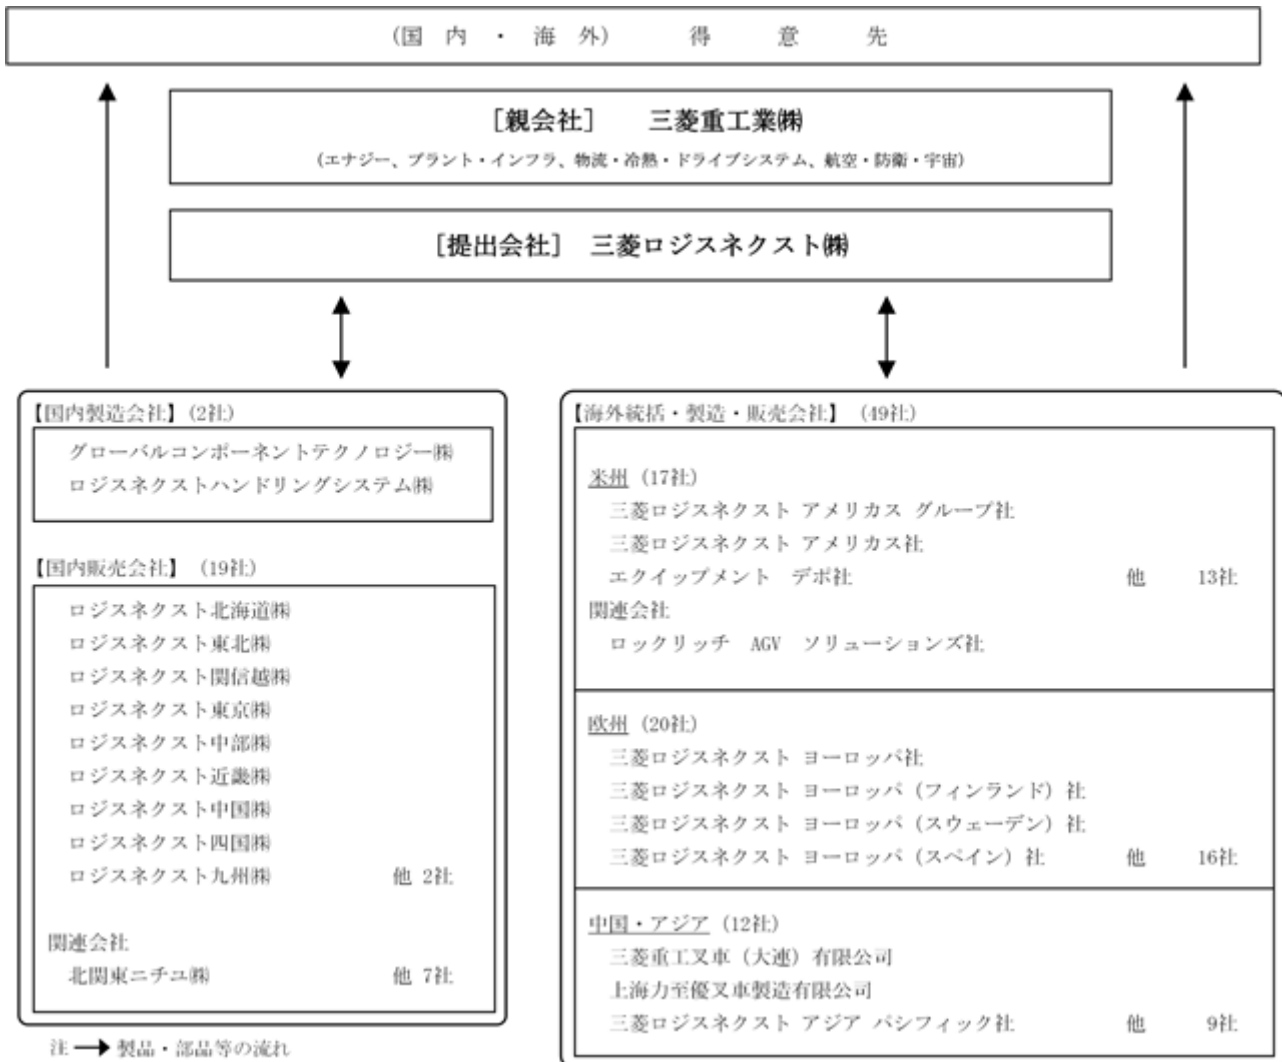 (国 内 ・ 海 外) 得 意 先
[親会社] 三菱重工業㈱
(エナジー、プラント・インフラ、物流・冷熱・ドライブシステム、航空・防衛・宇宙)
[提出会社] 三菱ロジスネクスト㈱
【国内製造会社】(2社)
グローバルコンポーネントテクノロジー㈱
ロジスネクストハンドリングシステム㈱
【国内販売会社】 (19社)
ロジスネクスト北海道㈱
ロジスネクスト東北㈱
ロジスネクスト関信越㈱
ロジスネクスト東京㈱
ロジスネクスト中部㈱
ロジスネクスト近畿㈱
ロジスネクスト中国㈱
ロジスネクスト四国㈱
ロジスネクスト九州㈱ 他 2社
関連会社
北関東ニチユ㈱ 他 7社
注 → 製品・部品等の流れ
【海外統括・製造・販売会社】 (49社)
米州 (17社)
三菱ロジスネクスト アメリカス グループ社
三菱ロジスネクスト アメリカス社
エクイップメント デポ社 他 13社
関連会社
ロックリッチ AGV ソリューションズ社
欧州 (20社)
三菱ロジスネクスト ヨーロッパ社
三菱ロジスネクスト ヨーロッパ (フィンランド) 社
三菱ロジスネクスト ヨーロッパ (スウェーデン) 社
三菱ロジスネクスト ヨーロッパ (スペイン) 社 他 16社
中国・アジア (12社)
三菱重工叉車 (大連) 有限公司
上海力至優叉車製造有限公司
三菱ロジスネクスト アジア パシフィック社 他 9社